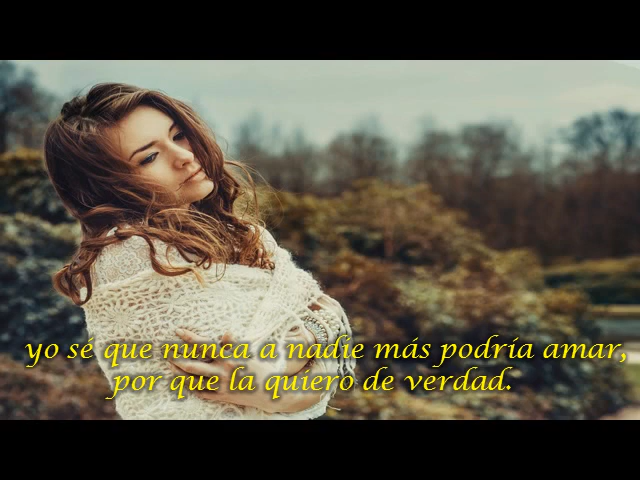 yo sé que nunca a nadie más podría amar,
por que la quiero de verdad.